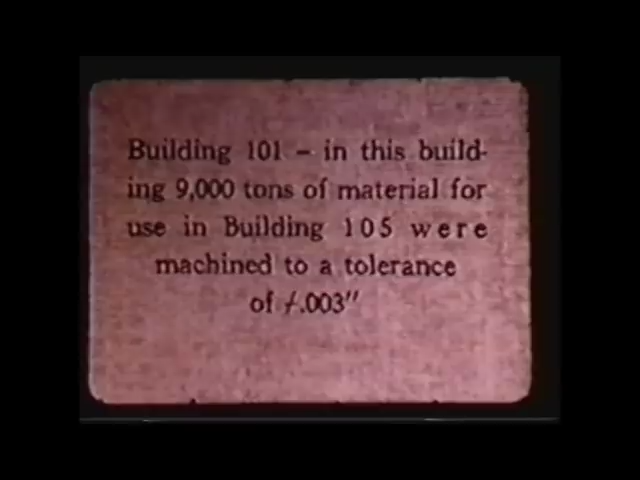 Building 101 – in this build-
ing 9,000 tons of material for
use in Building 105 were
machined to a tolerance
of ⌿.003"